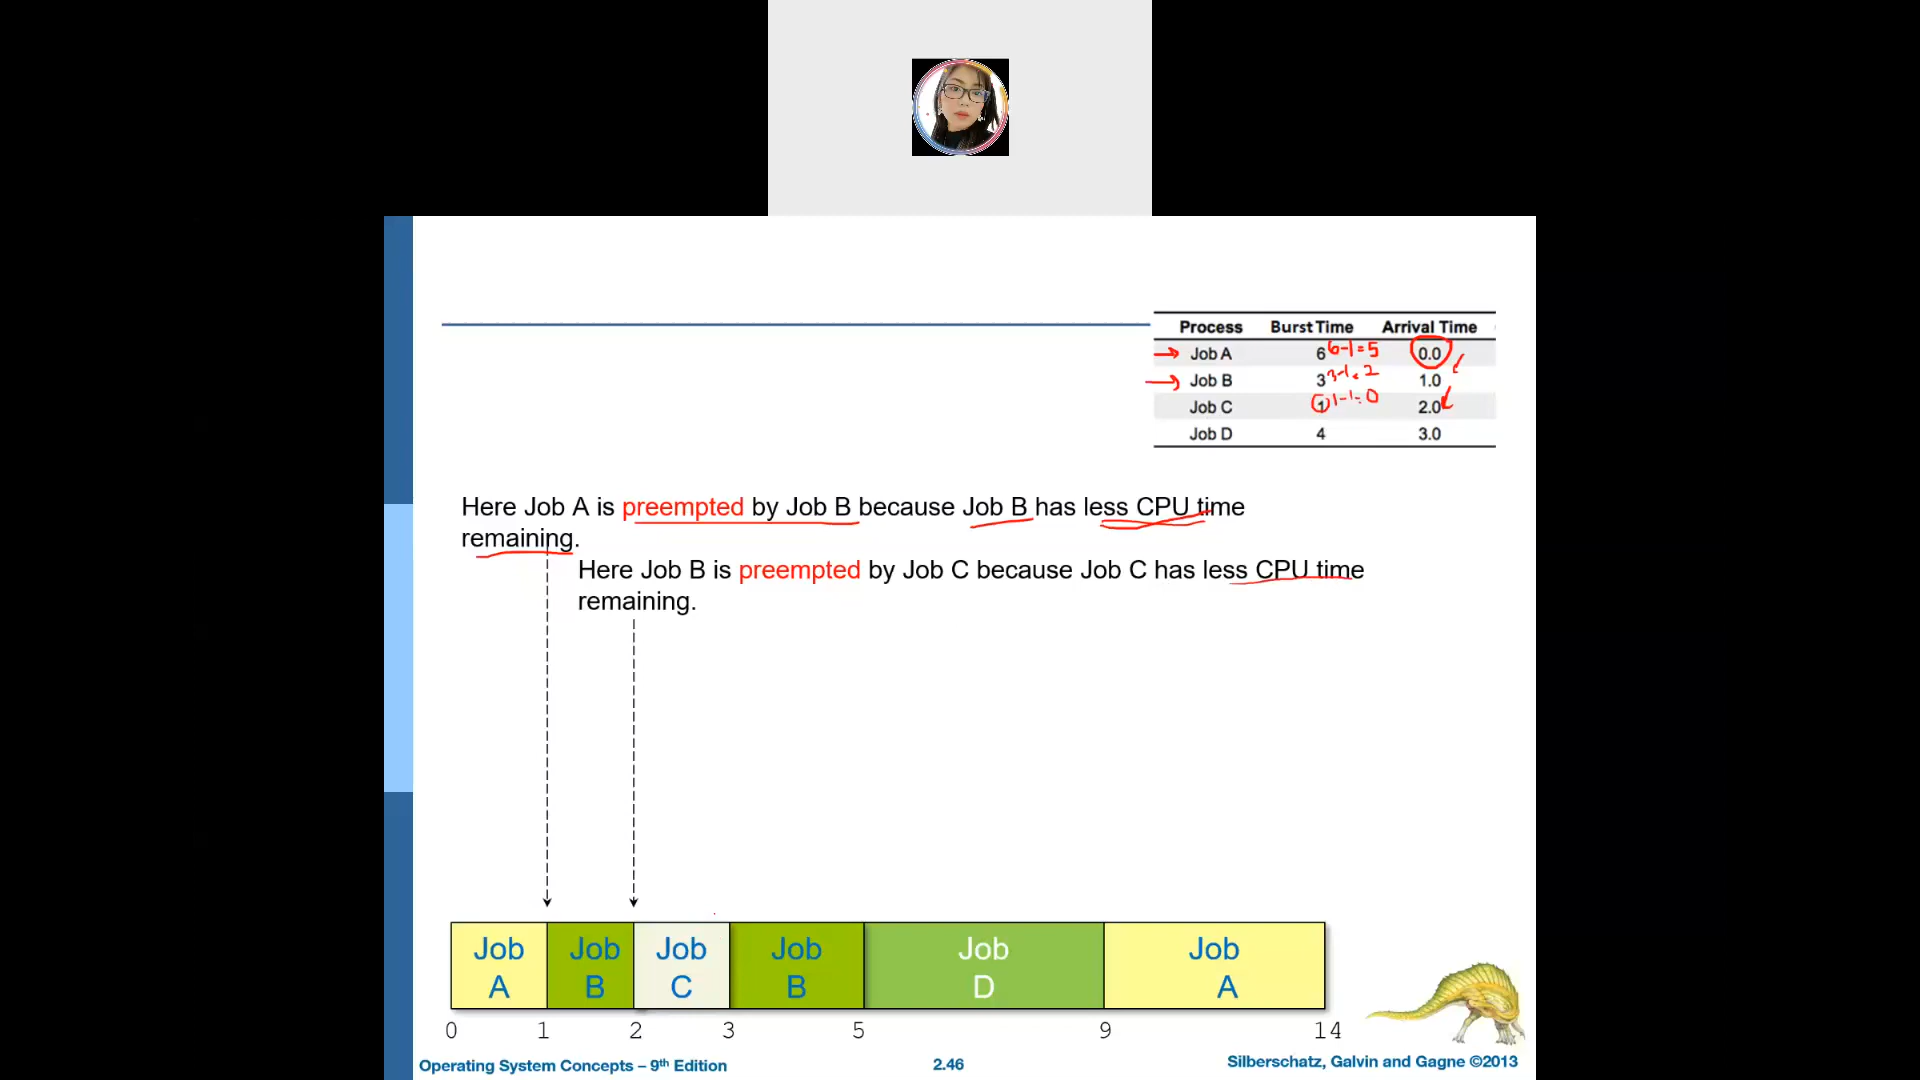 Process Burst Time Arrival Time
Job A 6 6-1=5 0.0
Job B 3 3-1=2 1.0
Job C 1 1-1=0 2.0
Job D 4 3.0
Here Job A is preempted by Job B because Job B has less CPU time
remaining.
Here Job B is preempted by Job C because Job C has less CPU time
remaining.
Job A Job B Job C Job B Job D Job A
0 1 2 3 5 9 14
Operating System Concepts – 9th Edition 2.46 Silberschatz, Galvin and Gagne ©2013